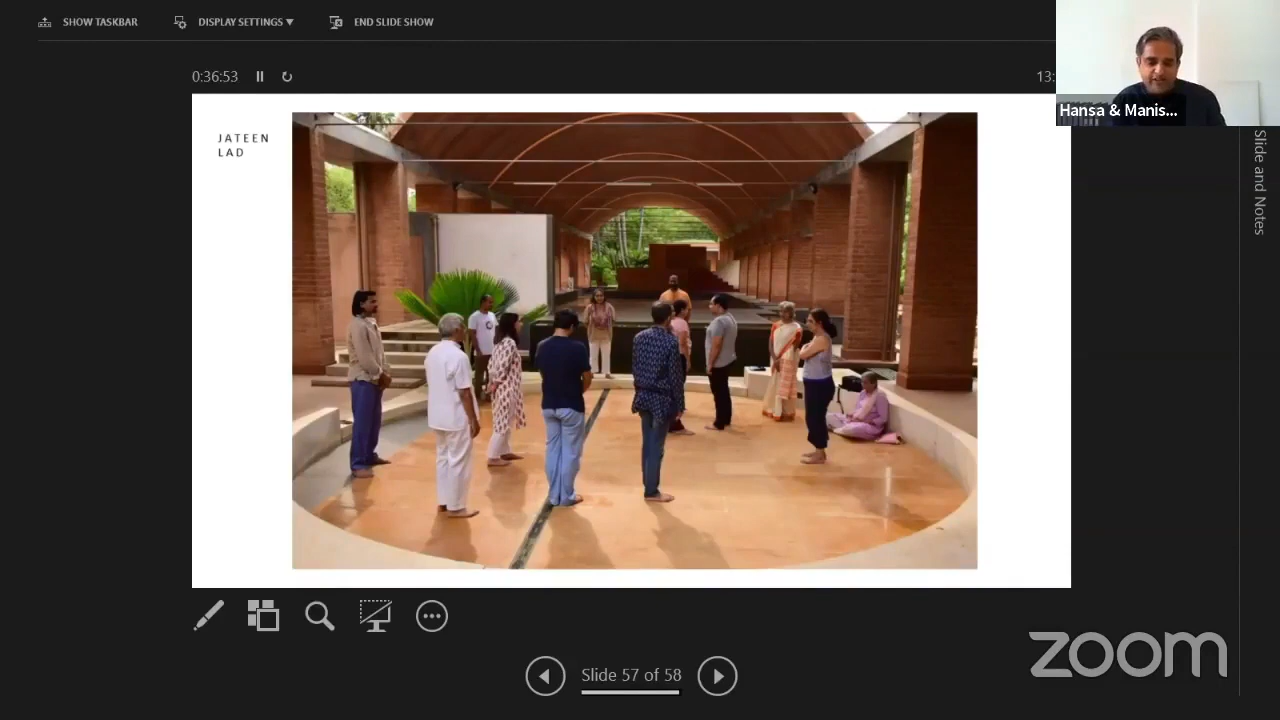 SHOW TASKBAR
DISPLAY SETTINGS ▼
END SLIDE SHOW
0:36:53
13:
Hansa & Manis...
JATEEN
LAD
Slide and Notes
Slide 57 of 58
zoom